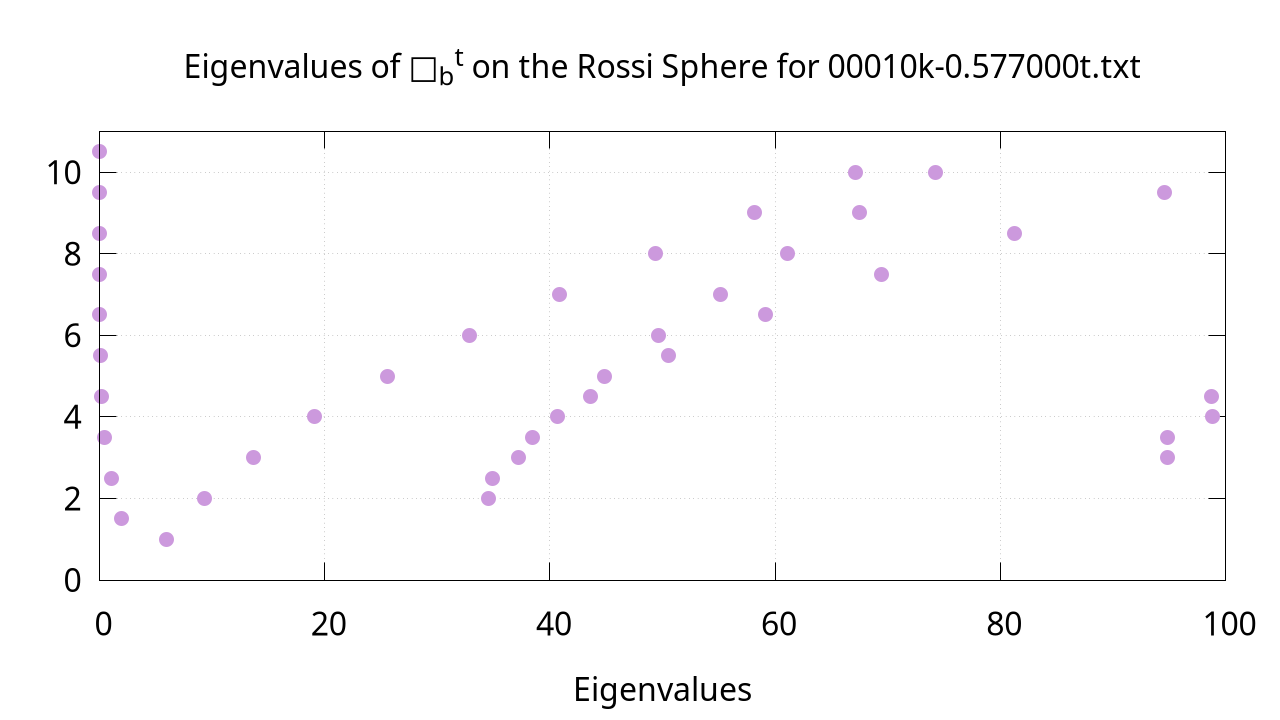 Eigenvalues of □bᵗ on the Rossi Sphere for 00010k-0.577000t.txt
10
8
6
4
2
0
0 20 40 60 80 100
Eigenvalues